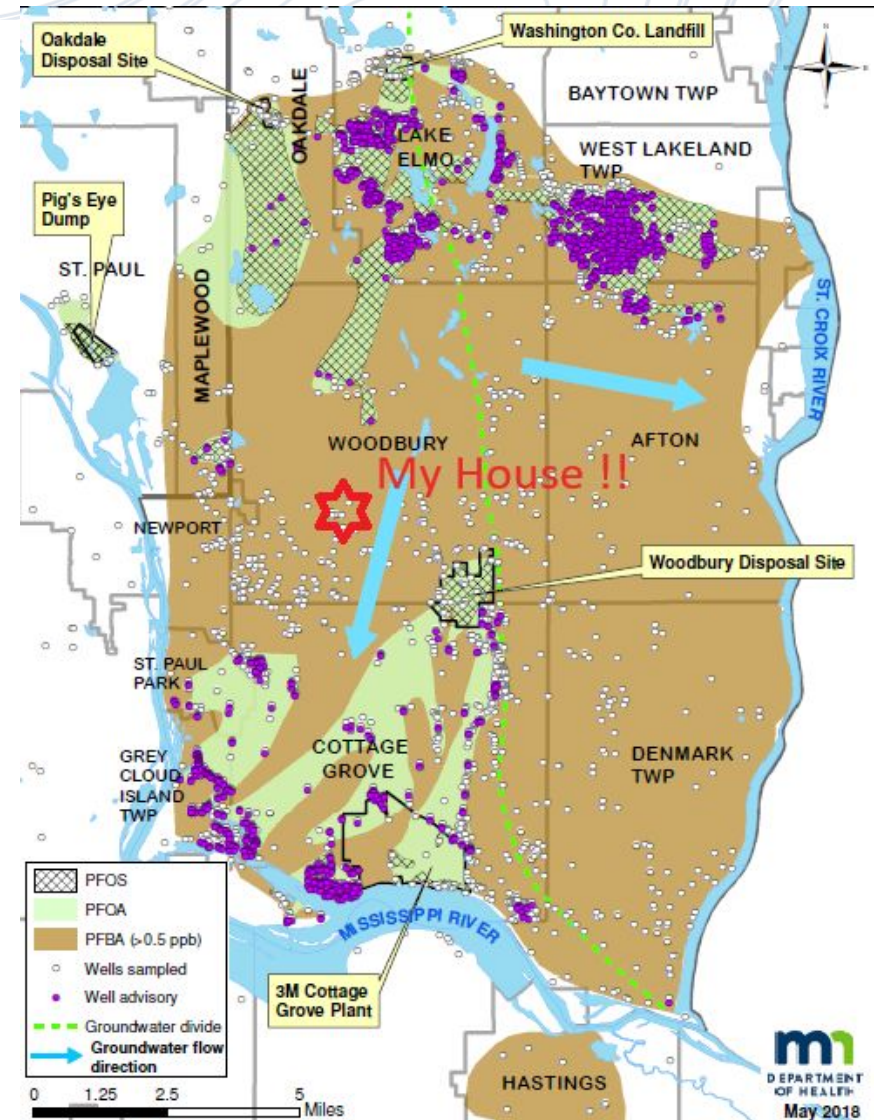 Oakdale
Disposal Site
Washington Co. Landfill
OAKDALE
BAYTOWN TWP
LAKE
ELMO
WEST LAKELAND
TWP
Pig's Eye
Dump
ST. PAUL
MAPLEWOOD
ST. CROIX RIVER
WOODBURY
AFTON
My House !!
NEWPORT
Woodbury Disposal Site
ST. PAUL
PARK
COTTAGE
GROVE
DENMARK
TWP
GREY
CLOUD
ISLAND
TWP
MISSISSIPPI RIVER
3M Cottage
Grove Plant
HASTINGS
PFOS
PFOA
PFBA (>0.5 ppb)
Wells sampled
Well advisory
Groundwater divide
Groundwater flow
direction
0 1.25 2.5 5
Miles
mn
DEPARTMENT
OF HEALTH
May 2018